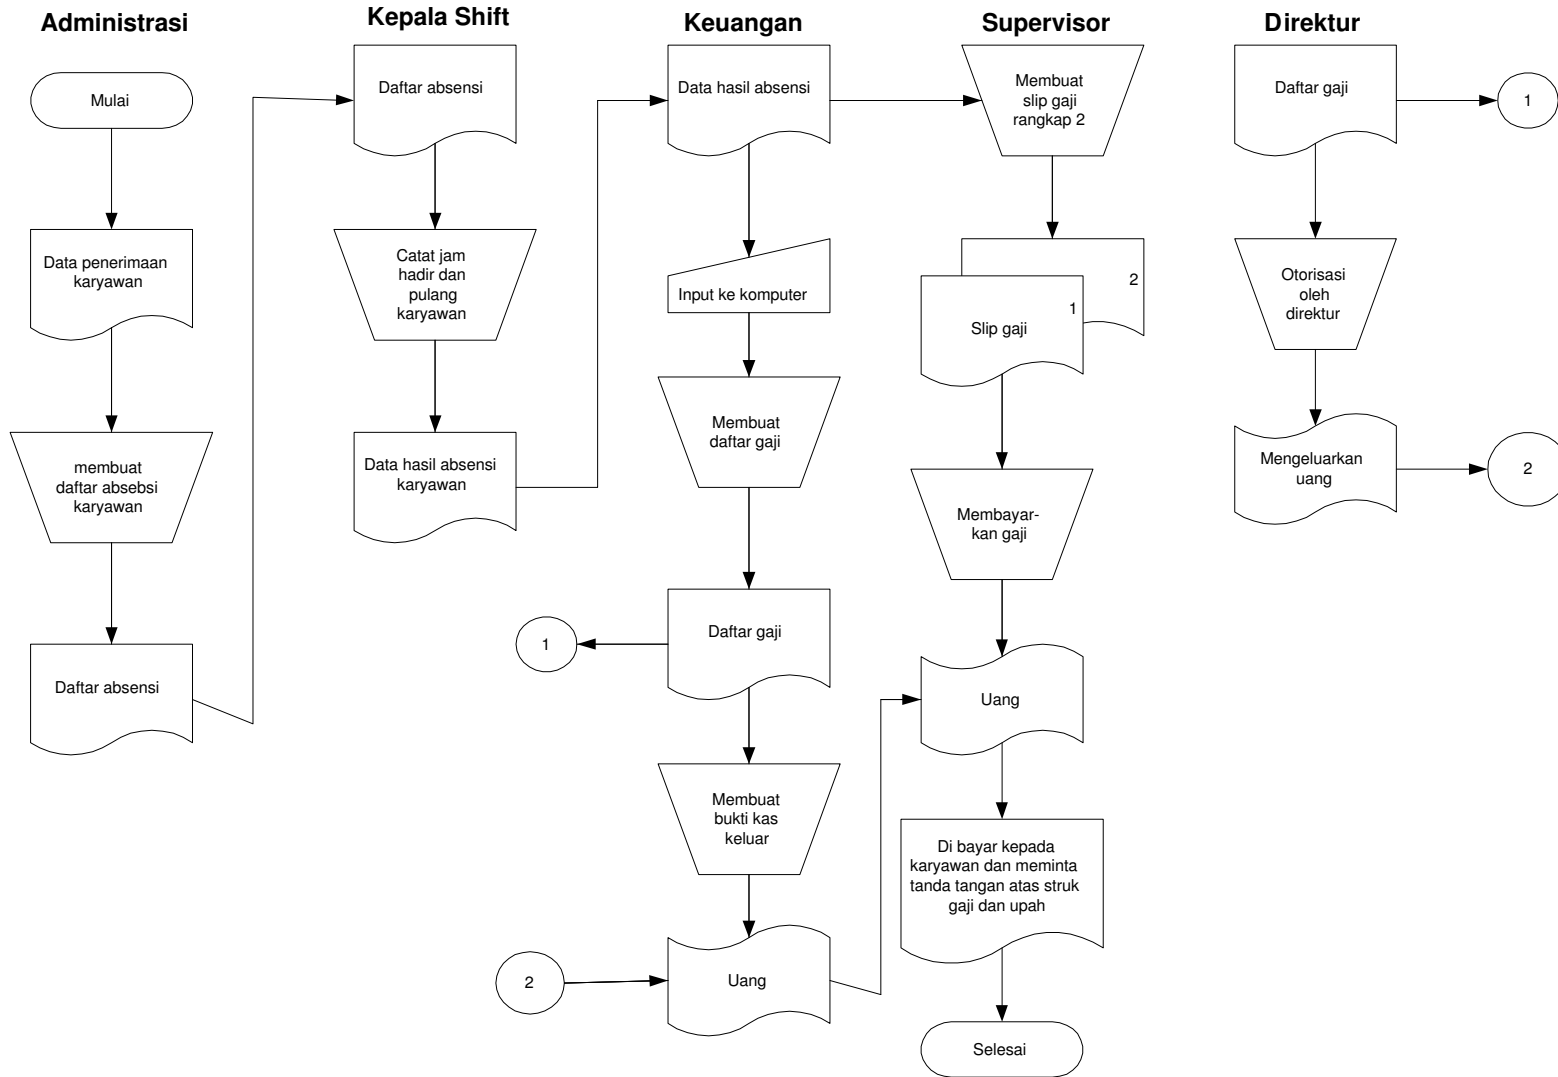 Administrasi
Mulai
Data penerimaan
karyawan
membuat
daftar absebsi
karyawan
Daftar absensi
Kepala Shift
Daftar absensi
Catat jam
hadir dan
pulang
karyawan
Data hasil absensi
karyawan
Keuangan
Data hasil absensi
Input ke komputer
Membuat
daftar gaji
Daftar gaji
1
Membuat
bukti kas
keluar
2
Uang
Supervisor
Membuat
slip gaji
rangkap 2
2
1
Slip gaji
Membayar-
kan gaji
Uang
Di bayar kepada
karyawan dan meminta
tanda tangan atas struk
gaji dan upah
Selesai
Direktur
Daftar gaji
1
Otorisasi
oleh
direktur
Mengeluarkan
uang
2